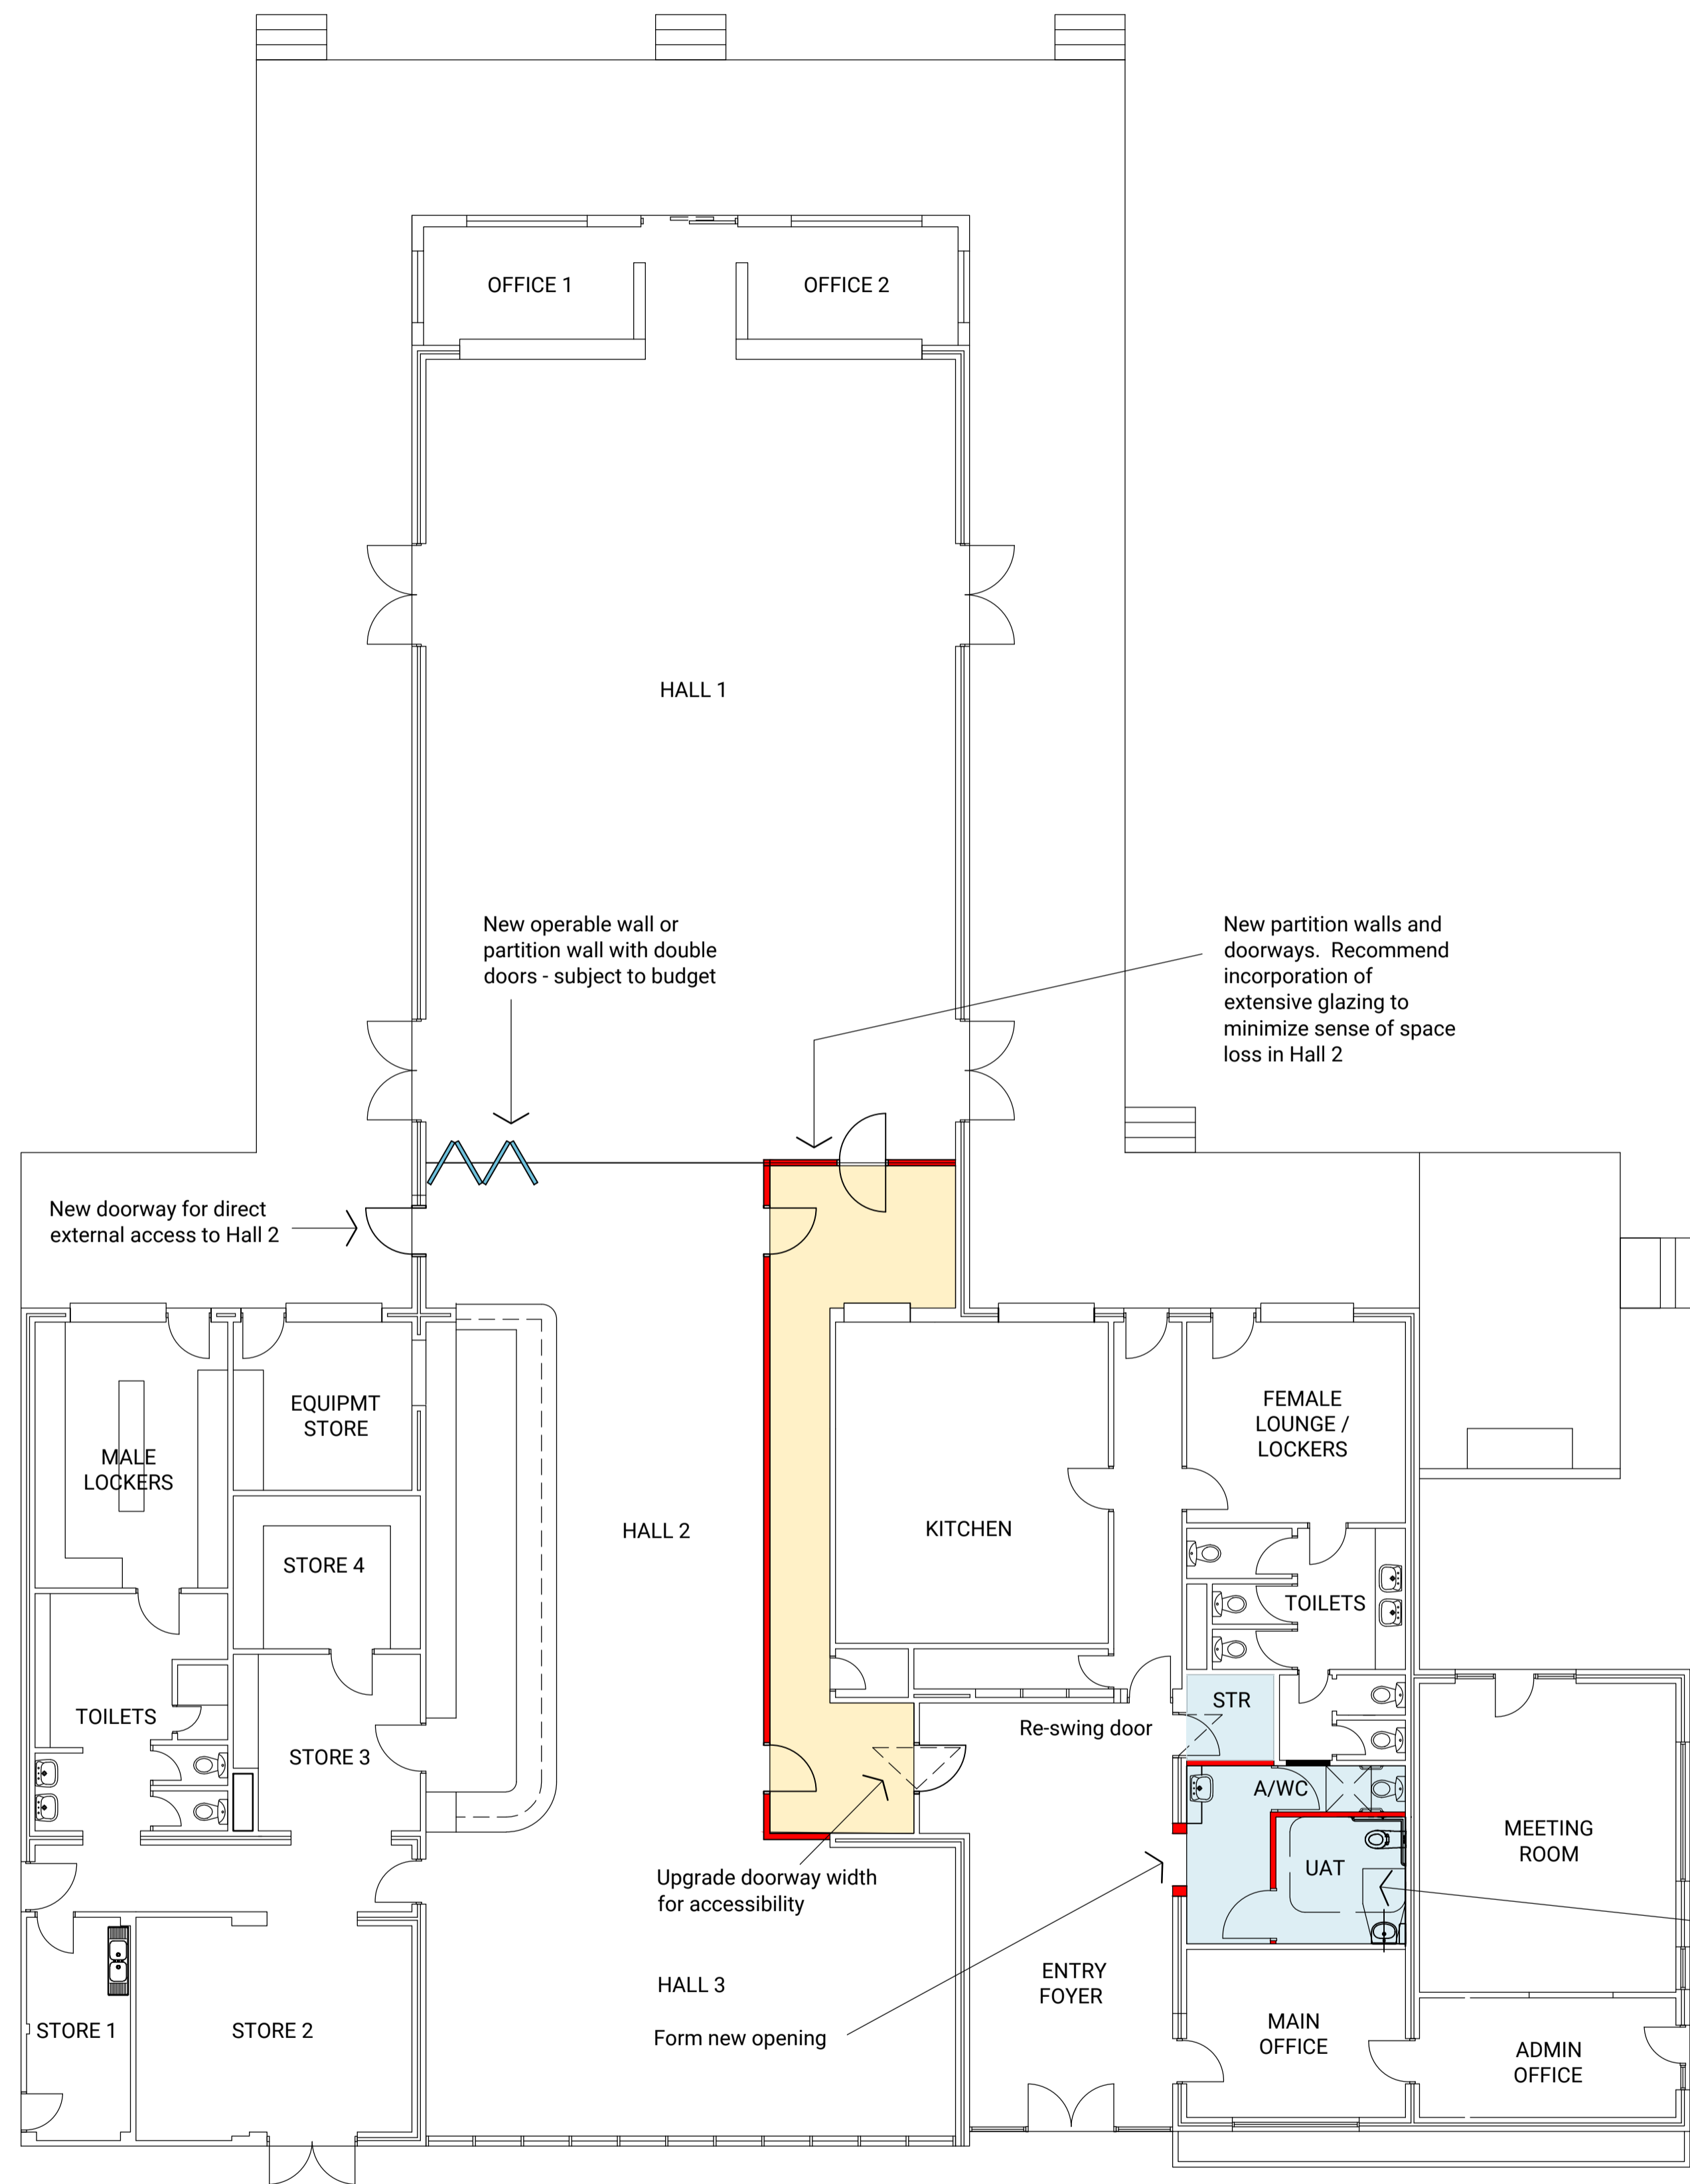 OFFICE 1
OFFICE 2
HALL 1
New operable wall or
partition wall with double
doors - subject to budget
New partition walls and
doorways.  Recommend
incorporation of
extensive glazing to
minimize sense of space
loss in Hall 2
New doorway for direct
external access to Hall 2
EQUIPMT
STORE
MALE
LOCKERS
FEMALE
LOUNGE /
LOCKERS
HALL 2
KITCHEN
STORE 4
TOILETS
STR
TOILETS
Re-swing door
STORE 3
A/WC
MEETING
ROOM
UAT
Upgrade doorway width
for accessibility
HALL 3
ENTRY
FOYER
STORE 1
STORE 2
Form new opening
MAIN
OFFICE
ADMIN
OFFICE